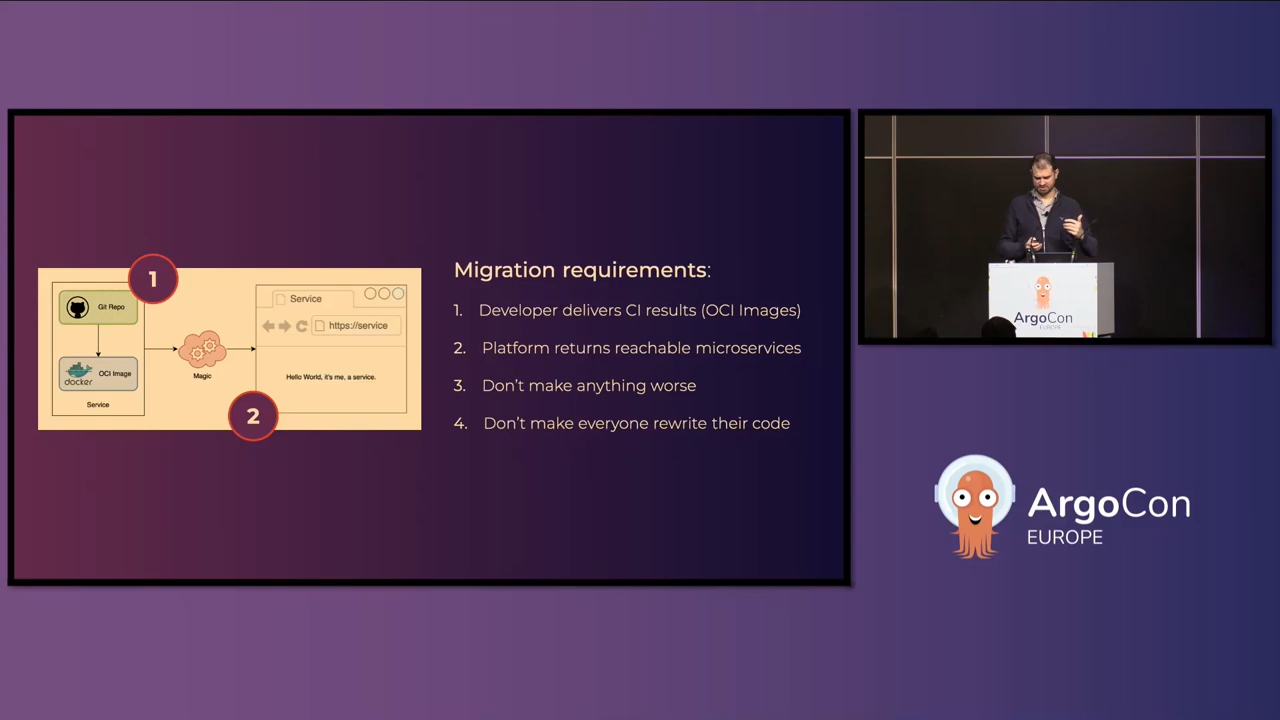 1
Git Repo
docker
OCI Image
Service
Magic
Service
https://service
Hello World, it's me, a service.
2
Migration requirements:
1. Developer delivers CI results (OCI Images)
2. Platform returns reachable microservices
3. Don't make anything worse
4. Don't make everyone rewrite their code
ArgoCon
EUROPE
ArgoCon
EUROPE